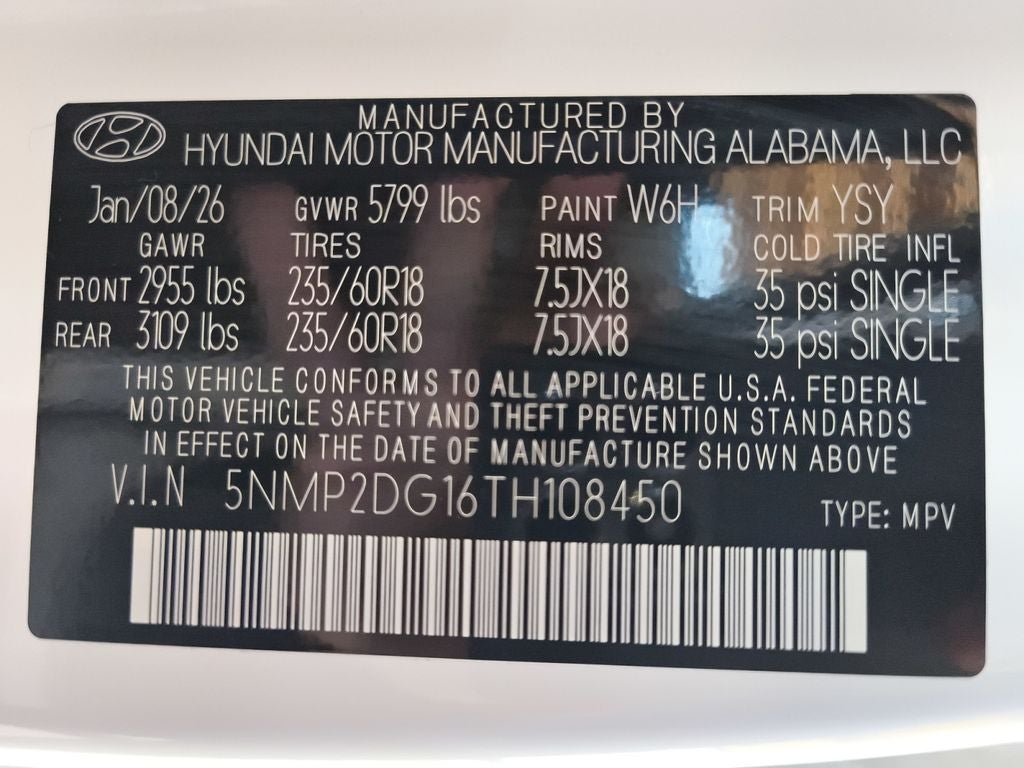 MANUFACTURED BY
HYUNDAI MOTOR MANUFACTURING ALABAMA, LLC
Jan/08/26 GVWR 5799 lbs PAINT W6H TRIM YSY
GAWR TIRES RIMS COLD TIRE INFL
FRONT 2955 lbs 235/60R18 7.5JX18 35 psi SINGLE
REAR 3109 lbs 235/60R18 7.5JX18 35 psi SINGLE
THIS VEHICLE CONFORMS TO ALL APPLICABLE U.S.A. FEDERAL
MOTOR VEHICLE SAFETY AND THEFT PREVENTION STANDARDS
IN EFFECT ON THE DATE OF MANUFACTURE SHOWN ABOVE
V.I.N 5NMP2DG16TH108450
TYPE: MPV